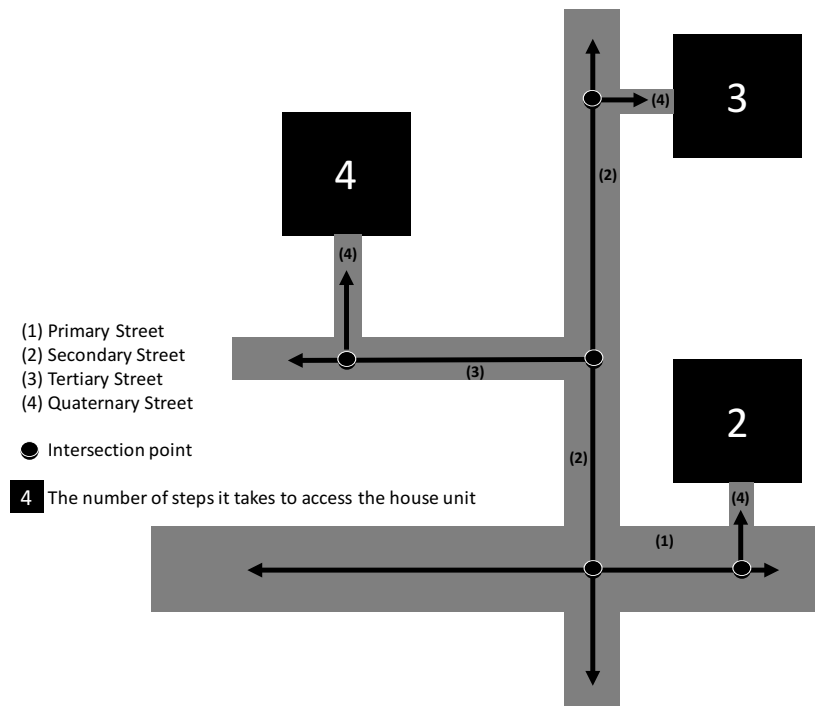 3
(4)
4
(2)
(4)
(1) Primary Street
(2) Secondary Street
(3) Tertiary Street
(4) Quaternary Street
(3)
2
Intersection point
(2)
4 The number of steps it takes to access the house unit
(4)
(1)